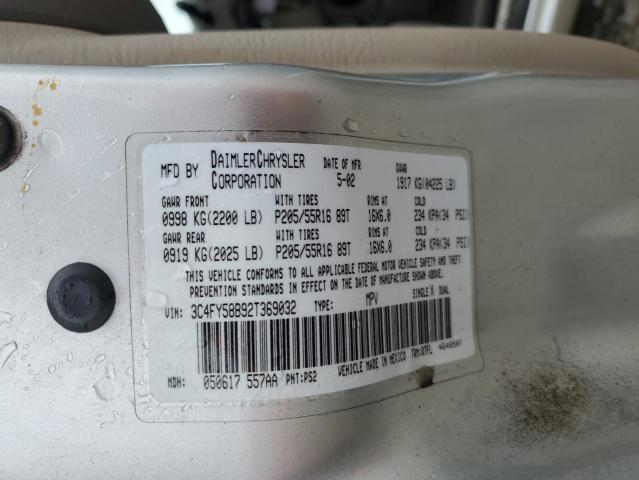 MFD BY DAIMLERCHRYSLER CORPORATION DATE OF MFR 5-02 GAWR 1917 KG(04225 LB)
GAWR FRONT WITH TIRES RIMS AT COLD
0998 KG(2200 LB) P205/55R16 89T 16X6.0 234 KPA(34 PSI)
GAWR REAR WITH TIRES RIMS AT COLD
0919 KG(2025 LB) P205/55R16 89T 16X6.0 234 KPA(34 PSI)
THIS VEHICLE CONFORMS TO ALL APPLICABLE FEDERAL MOTOR VEHICLE SAFETY AND THEFT
PREVENTION STANDARDS IN EFFECT ON THE DATE OF MANUFACTURE SHOWN ABOVE.
VIN: 3C4FY58B92T369032 TYPE: MPV SINGLE X DUAL
MDH: 050617 557AA PNT:PS2 VEHICLE MADE IN MEXICO TRM:D7FL